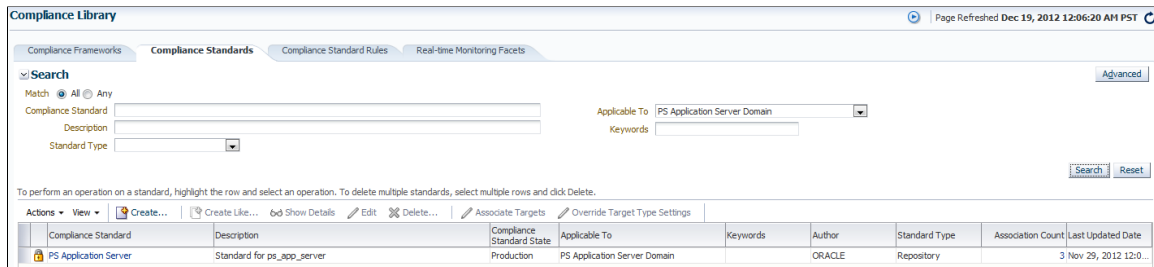 Compliance Library
Page Refreshed Dec 19, 2012 12:06:20 AM PST
Compliance Frameworks Compliance Standards Compliance Standard Rules Real-time Monitoring Facets
Search
Advanced
Match All Any
Compliance Standard
Applicable To PS Application Server Domain
Description
Keywords
Standard Type
Search Reset
To perform an operation on a standard, highlight the row and select an operation. To delete multiple standards, select multiple rows and click Delete.
Actions View Create... Create Like... Show Details Edit Delete... Associate Targets Override Target Type Settings
Compliance Standard Description Compliance Standard State Applicable To Keywords Author Standard Type Association Count Last Updated Date
PS Application Server Standard for ps_app_server Production PS Application Server Domain ORACLE Repository 3 Nov 29, 2012 12:0...